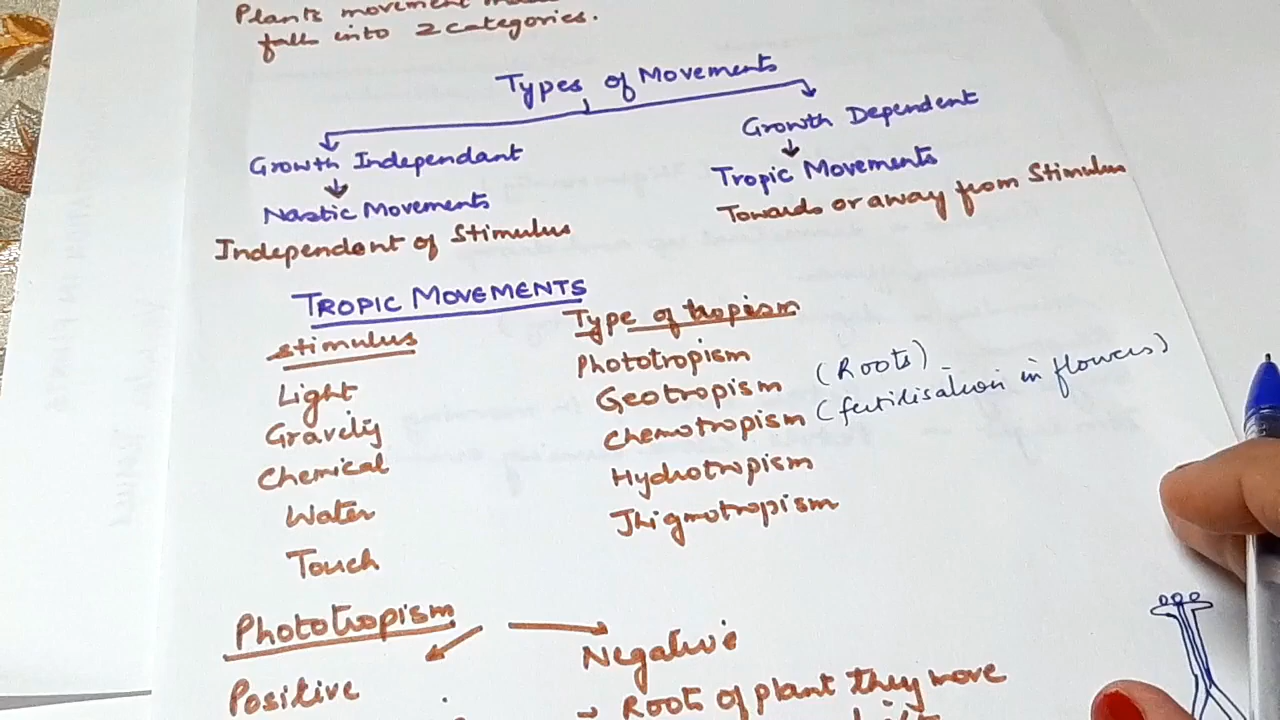 Plants movement
fall into 2 categories.
Types of Movements
Growth Independant
Growth Dependent
Nastic Movements
Tropic Movements
Independent of Stimulus
Towards or away from Stimulus
TROPIC MOVEMENTS
Stimulus
Type of tropism
Light
Phototropism
Gravity
Geotropism (Roots)
Chemical
Chemotropism (fertilisation in flowers)
Water
Hydrotropism
Touch
Thigmotropism
Phototropism
Positive
Negative
Roots of plant they move